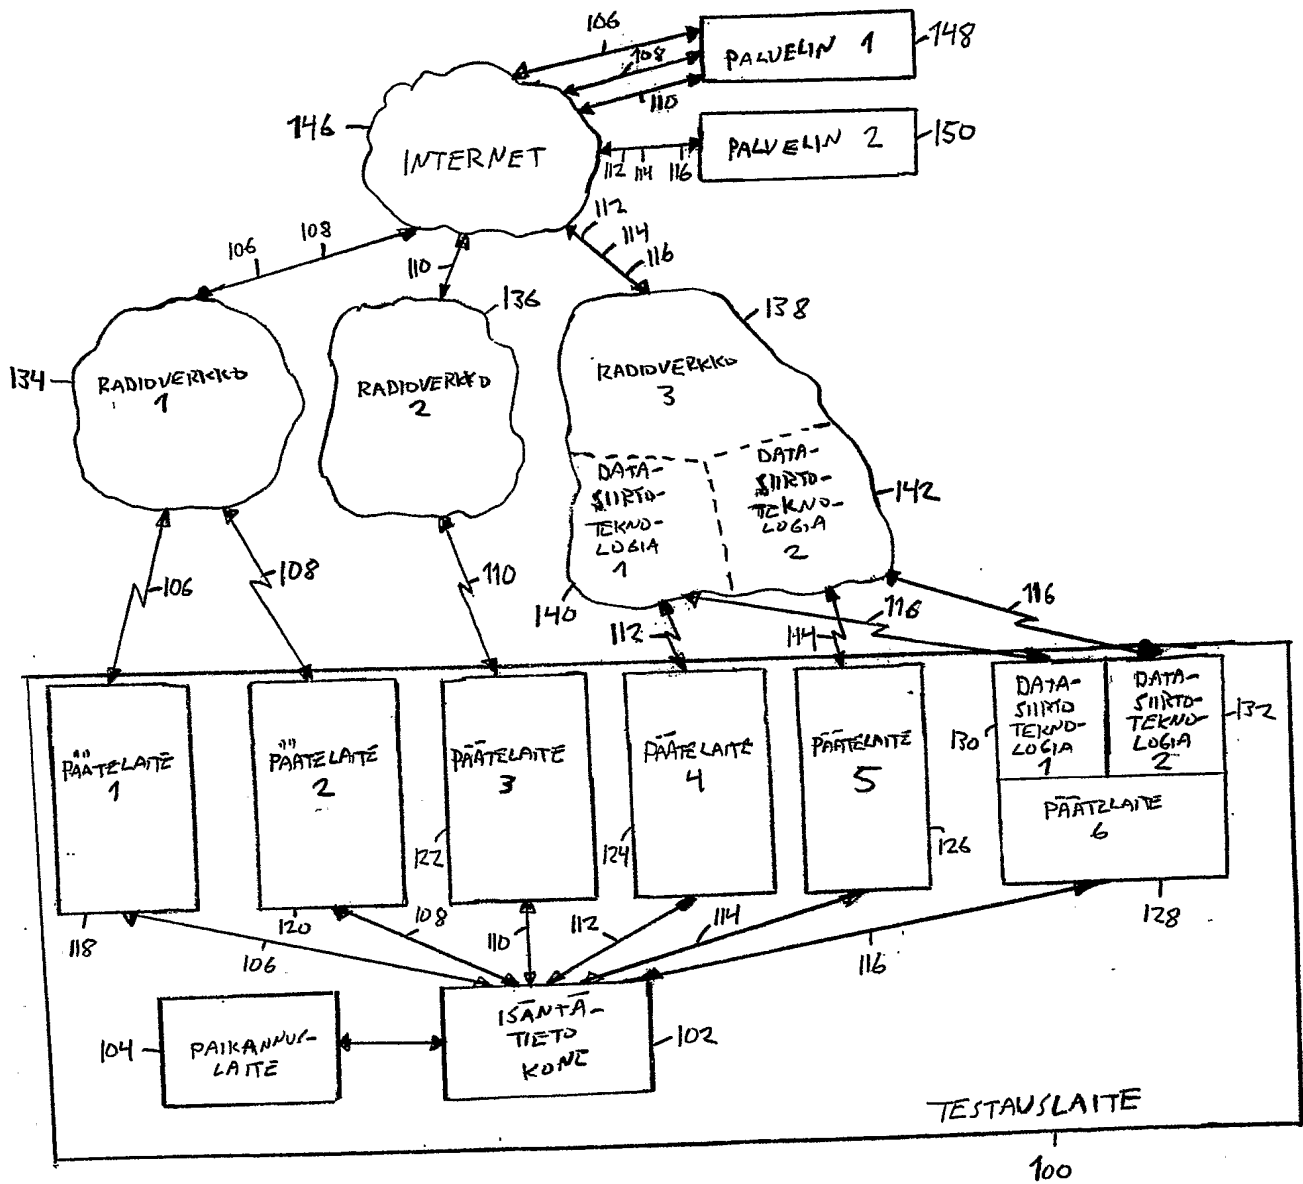 106
PALVELIN 1
148
108
110
146
INTERNET
PALVELIN 2
150
112 114 116
106
108
110
112
114
116
134
RADIOVERKKO
1
136
RADIOVERKKO
2
138
RADIOVERKKO
3
DATA-
SIIRTO-
TEKNO-
LOGIA
1
DATA-
SIIRTO-
TEKNO-
LOGIA
2
142
140
106
108
110
112
114
116
116
PÄÄTELAITE
1
PÄÄTELAITE
2
PÄÄTELAITE
3
PÄÄTELAITE
4
PÄÄTELAITE
5
130
DATA-
SIIRTO
TEKNO-
LOGIA
1
DATA-
SIIRTO-
TEKNO-
LOGIA
2
132
PÄÄTELAITE
6
118
120
122
124
126
128
106
108
110
112
114
116
104
PAIKANNUS-
LAITE
ISÄNTÄ-
TIETO
KONE
102
TESTAUSLAITE
100